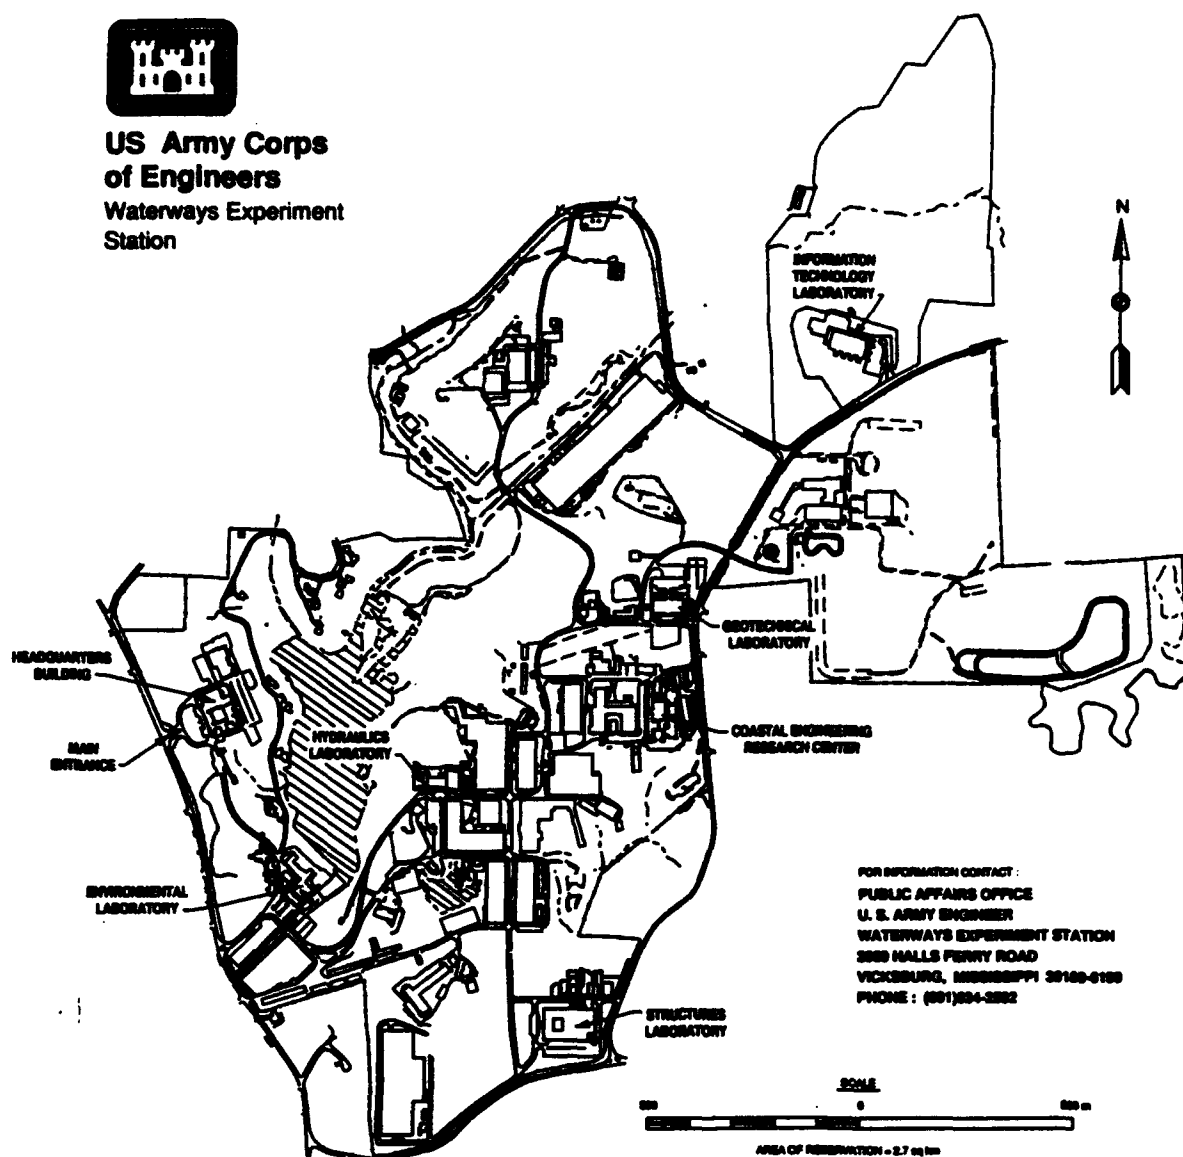 US Army Corps
of Engineers
Waterways Experiment
Station
N
INFORMATION
TECHNOLOGY
LABORATORY
GEOTECHNICAL
LABORATORY
HEADQUARTERS
BUILDING
MAIN
ENTRANCE
HYDRAULICS
LABORATORY
COASTAL ENGINEERING
RESEARCH CENTER
ENVIRONMENTAL
LABORATORY
STRUCTURES
LABORATORY
FOR INFORMATION CONTACT :
PUBLIC AFFAIRS OFFICE
U. S. ARMY ENGINEER
WATERWAYS EXPERIMENT STATION
HALLS FERRY ROAD
VICKSBURG, MISSISSIPPI
PHONE :
SCALE
0
m
AREA OF RESERVATION = 2.7 sq km